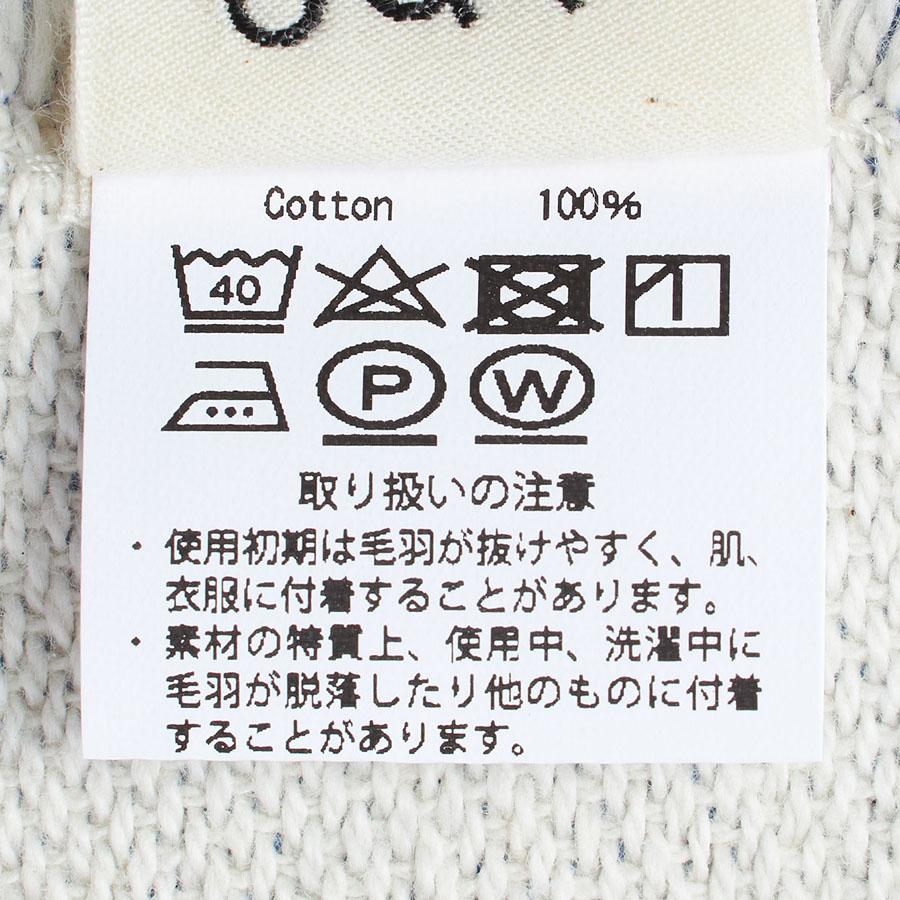 Cotton 100%
40
P W
取り扱いの注意
・使用初期は毛羽が抜けやすく、肌、
衣服に付着することがあります。
・素材の特質上、使用中、洗濯中に
毛羽が脱落したり他のものに付着
することがあります。